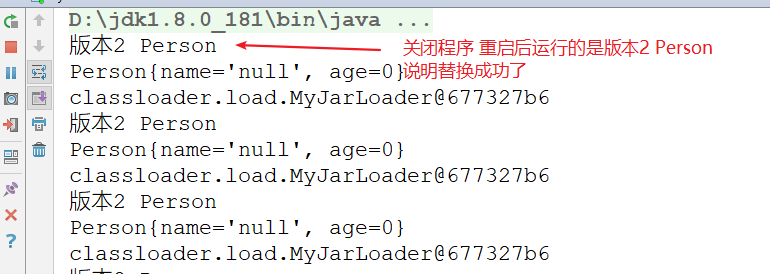 D:\jdk1.8.0_181\bin\java ...
版本2 Person
关闭程序 重启后运行的是版本2 Person
说明替换成功了
Person{name='null', age=0}
classloader.load.MyJarLoader@677327b6
版本2 Person
Person{name='null', age=0}
classloader.load.MyJarLoader@677327b6
版本2 Person
Person{name='null', age=0}
classloader.load.MyJarLoader@677327b6